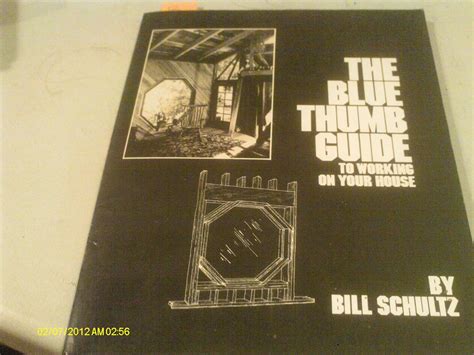 THE
BLUE
THUMB
GUIDE
TO WORKING
ON YOUR HOUSE
BY
BILL SCHULTZ
02/07/2012 AM 02:56